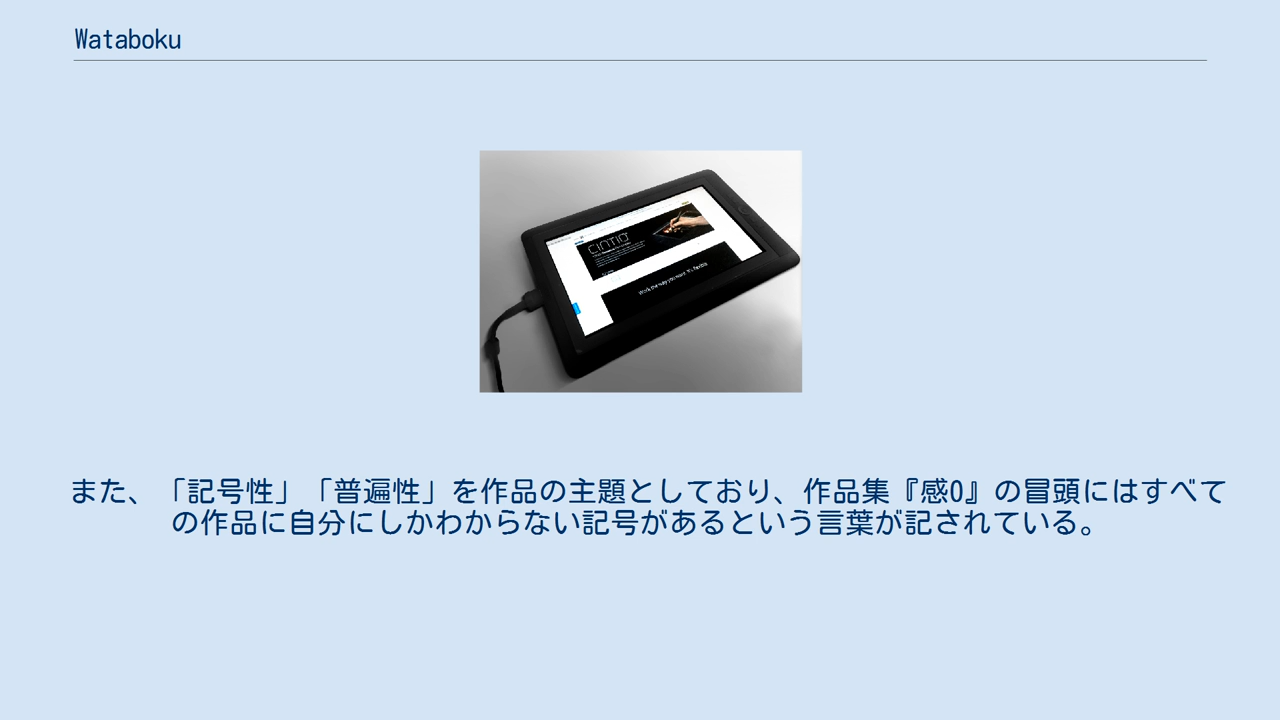 Wataboku
CINTIQ
また、「記号性」「普遍性」を作品の主題としており、作品集『感0』の冒頭にはすべて
の作品に自分にしかわからない記号があるという言葉が記されている。